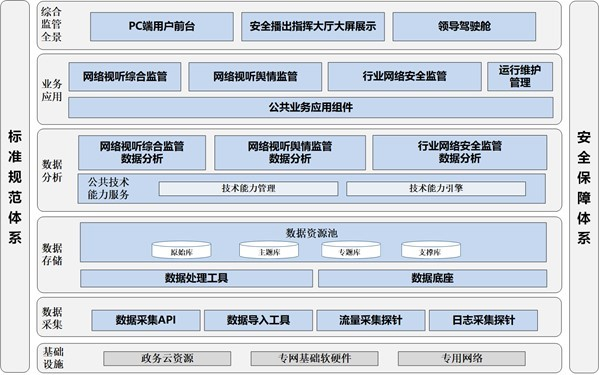 标准规范体系
综合
监管
全景
PC端用户前台
安全播出指挥大厅大屏展示
领导驾驶舱
业务
应用
网络视听综合监管
网络视听舆情监管
行业网络安全监管
运行维护
管理
公共业务应用组件
数据
分析
网络视听综合监管
数据分析
网络视听舆情监管
数据分析
行业网络安全监管
数据分析
公共技术
能力服务
技术能力管理
技术能力引擎
数据
存储
数据资源池
原始库
主题库
专题库
支撑库
数据处理工具
数据底座
数据
采集
数据采集API
数据导入工具
流量采集探针
日志采集探针
基础
设施
政务云资源
专网基础软硬件
专用网络
安全保障体系